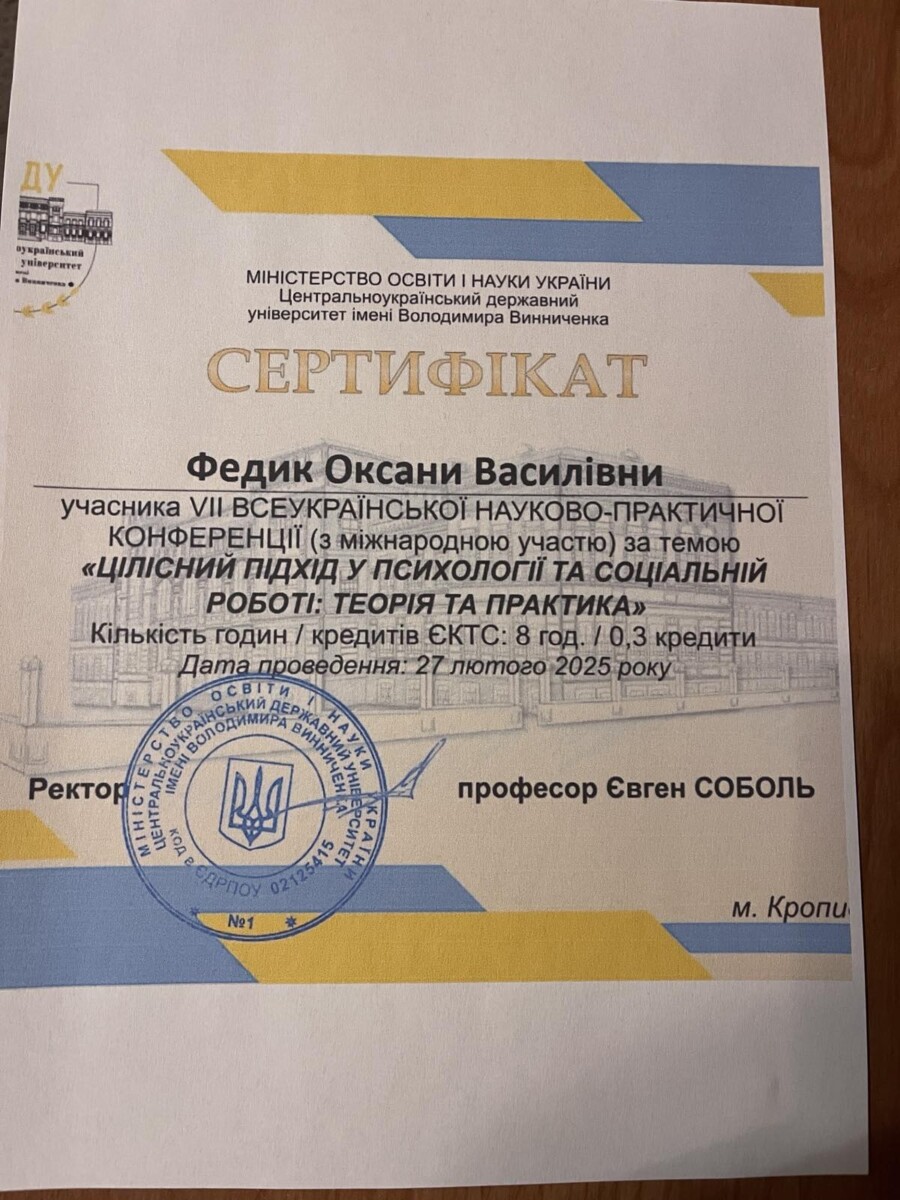 ДУ
оукраїнський
університет
імені
а Винниченка
МІНІСТЕРСТВО ОСВІТИ І НАУКИ УКРАЇНИ
Центральноукраїнський державний
університет імені Володимира Винниченка
СЕРТИФІКАТ
Федик Оксани Василівни
учасника VII ВСЕУКРАЇНСЬКОЇ НАУКОВО-ПРАКТИЧНОЇ
КОНФЕРЕНЦІЇ (з міжнародною участю) за темою
«ЦІЛІСНИЙ ПІДХІД У ПСИХОЛОГІЇ ТА СОЦІАЛЬНІЙ
РОБОТІ: ТЕОРІЯ ТА ПРАКТИКА»
Кількість годин / кредитів ЄКТС: 8 год. / 0,3 кредити
Дата проведення: 27 лютого 2025 року
Ректор професор Євген СОБОЛЬ
МІНІСТЕРСТВО ОСВІТИ І НАУКИ УКРАЇНИ
ЦЕНТРАЛЬНОУКРАЇНСЬКИЙ ДЕРЖАВНИЙ УНІВЕРСИТЕТ
ІМЕНІ ВОЛОДИМИРА ВИННИЧЕНКА
КОД В ЄДРПОУ 02125415
* №1 *
м. Кропи